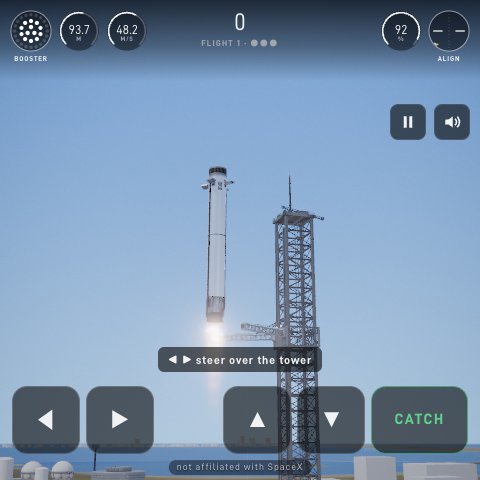 93.7
M
48.2
M/S
0
92
%
BOOSTER
FLIGHT 1 ·
ALIGN
steer over the tower
CATCH
not affiliated with SpaceX